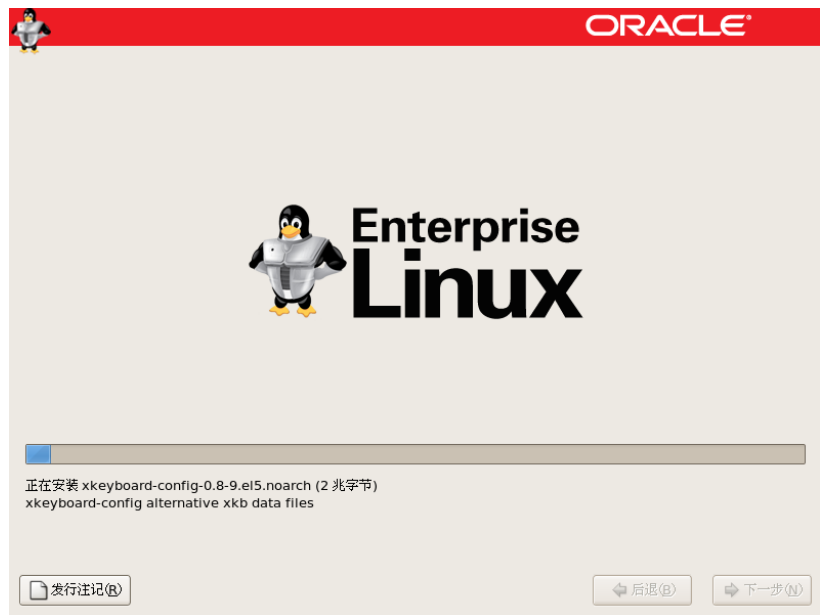 ORACLE®
Enterprise
Linux
正在安装 xkeyboard-config-0.8-9.el5.noarch (2 兆字节)
xkeyboard-config alternative xkb data files
发行注记(R)
后退(B)
下一步(N)